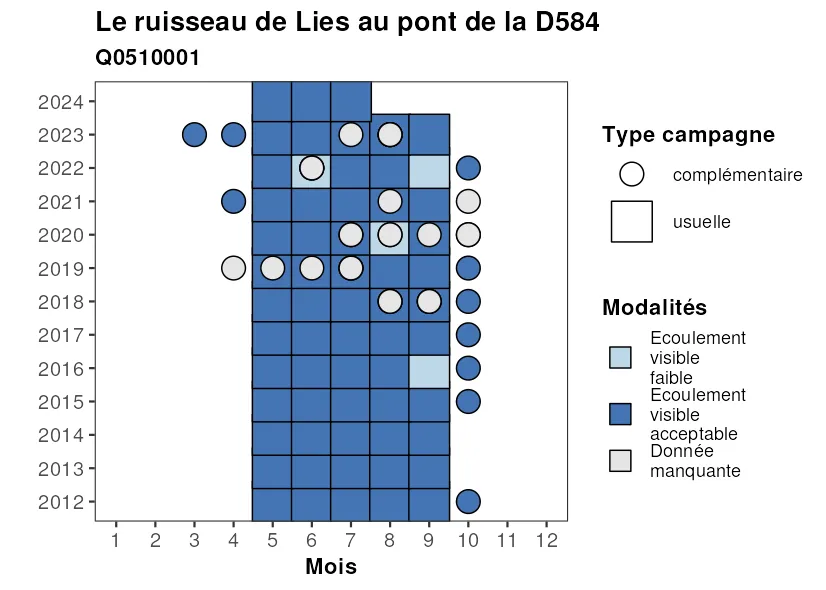 Le ruisseau de Lies au pont de la D584
Q0510001
2024
2023
2022
2021
2020
2019
2018
2017
2016
2015
2014
2013
2012
1 2 3 4 5 6 7 8 9 10 11 12
Mois
Type campagne
complémentaire
usuelle
Modalités
Ecoulement
visible
faible
Ecoulement
visible
acceptable
Donnée
manquante